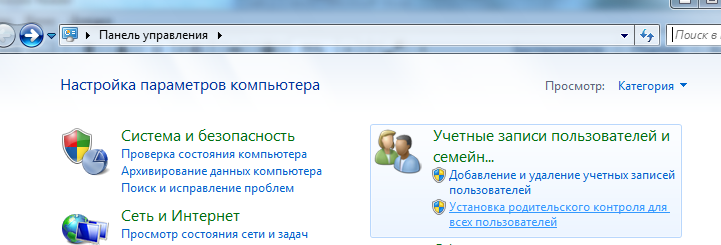 Панель управления
Поиск в
Настройка параметров компьютера
Просмотр:
Категория
Система и безопасность
Проверка состояния компьютера
Архивирование данных компьютера
Поиск и исправление проблем
Учетные записи пользователей и
семейн...
Добавление и удаление учетных записей
пользователей
Установка родительского контроля для
всех пользователей
Сеть и Интернет
Просмотр состояния сети и задач